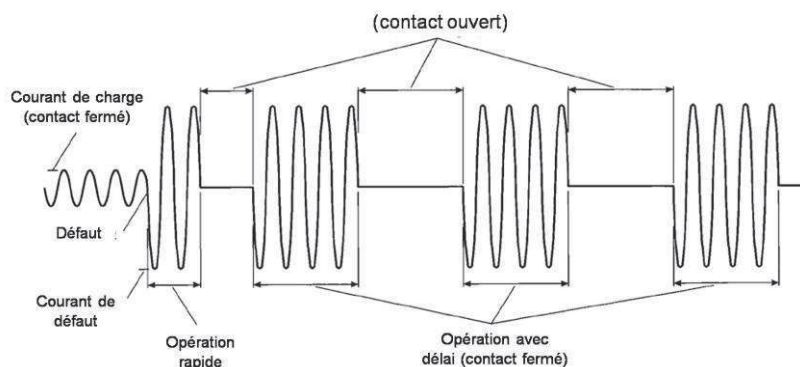 (contact ouvert)
Courant de charge
(contact fermé)
Défaut
Courant de
défaut
Opération
rapide
Opération avec
délai (contact fermé)